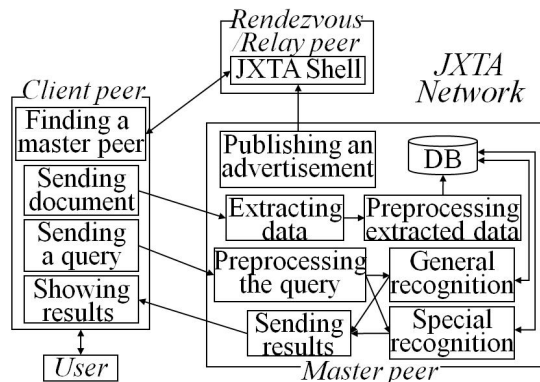 Rendezvous
/Relay peer
JXTA Shell
JXTA
Network
Client peer
Finding a
master peer
Sending
document
Sending
a query
Showing
results
User
Publishing an
advertisement
DB
Extracting
data
Preprocessing
extracted data
Preprocessing
the query
General
recognition
Sending
results
Special
recognition
Master peer